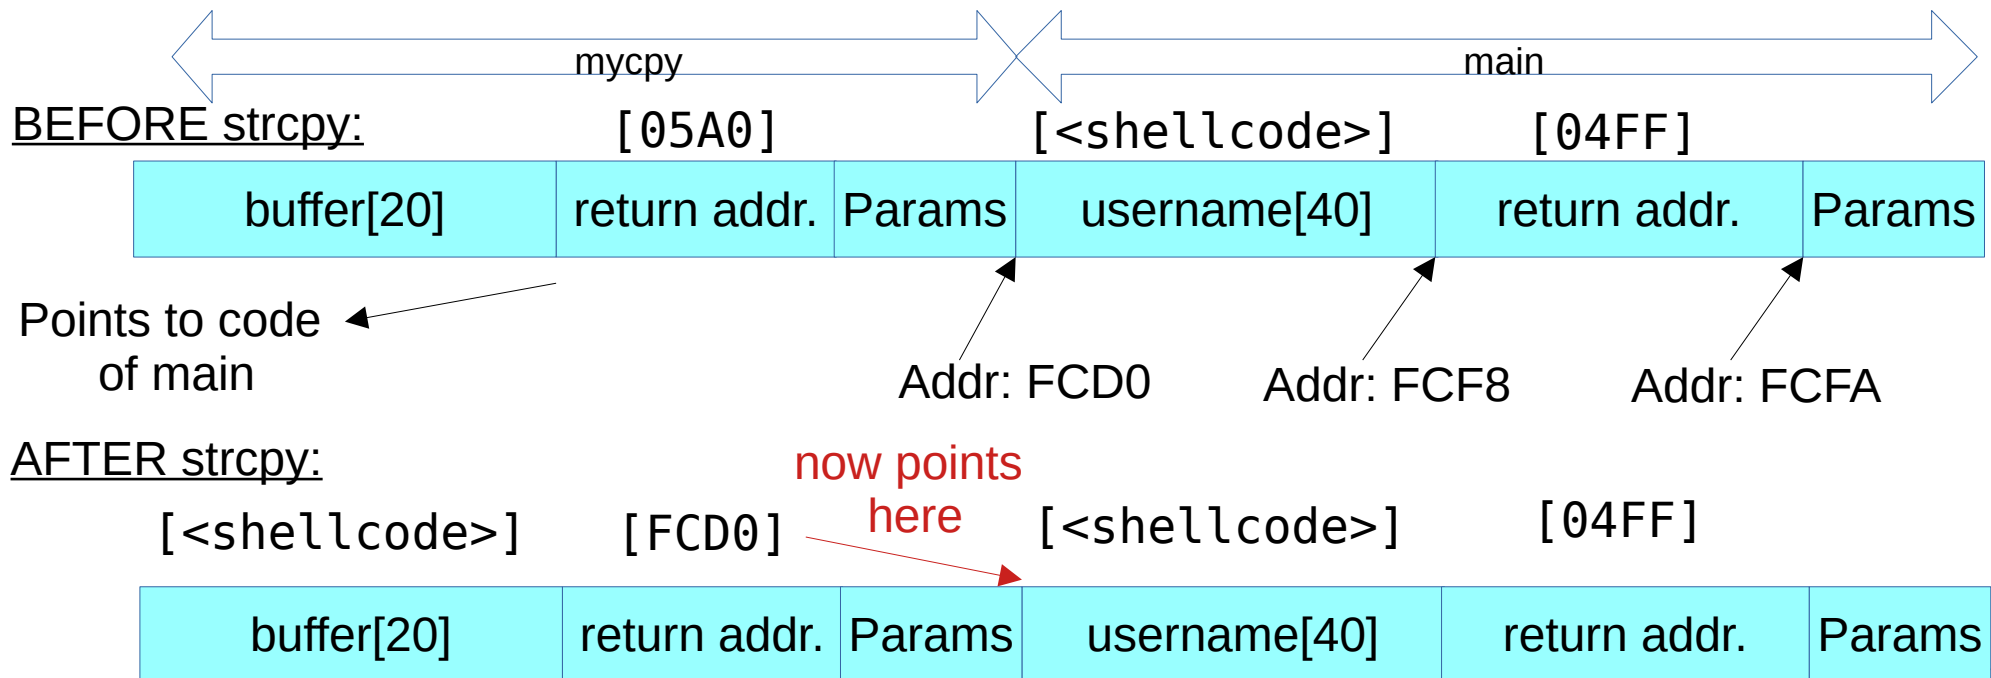 mycpy main
BEFORE strcpy: [05A0] [<shellcode>] [04FF]
buffer[20] return addr. Params username[40] return addr. Params
Points to code
of main
Addr: FCD0 Addr: FCF8 Addr: FCFA
AFTER strcpy:
now points
here
[<shellcode>] [FCD0] [<shellcode>] [04FF]
buffer[20] return addr. Params username[40] return addr. Params